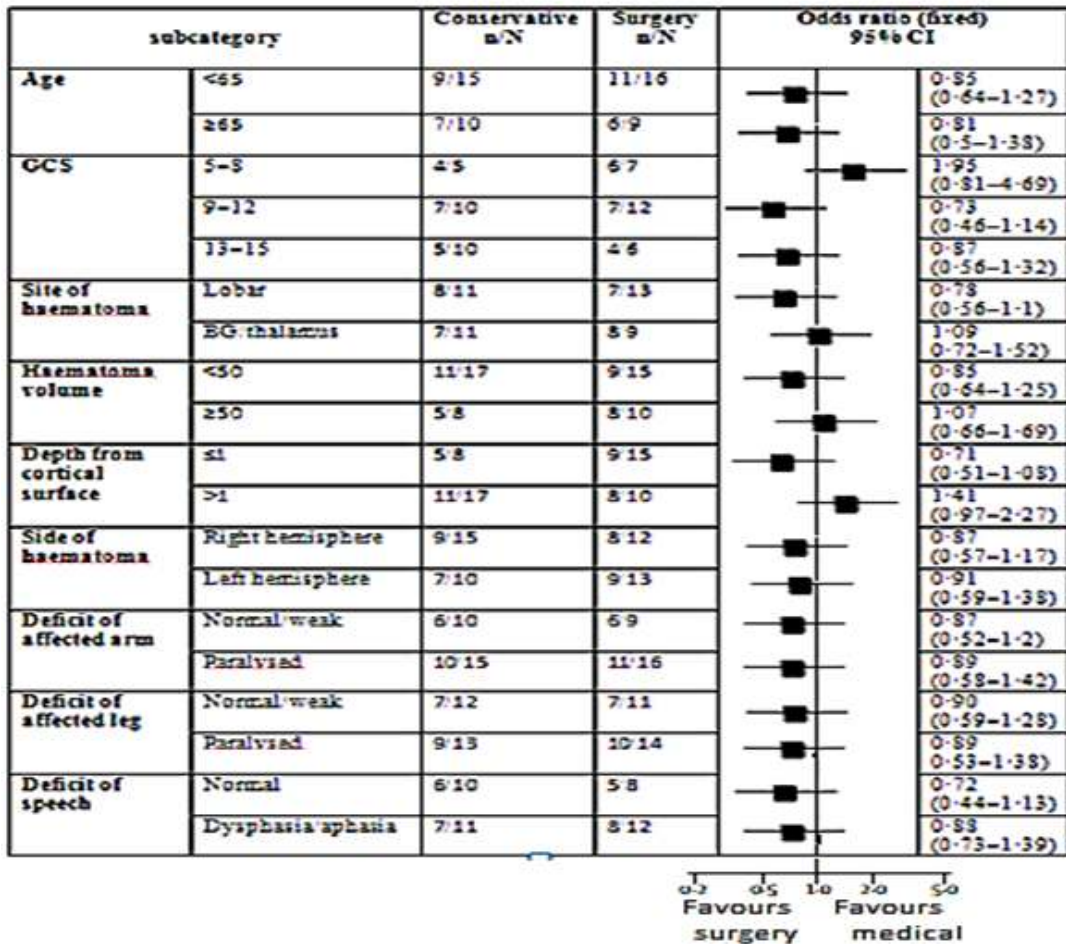 subcategory Conservative n/N Surgery n/N Odds ratio (fixed) 95% CI
Age <65 9/15 11/16 0·85 (0·64–1·27)
≥65 7/10 6/9 0·81 (0·5–1·38)
GCS 5–8 4/5 6/7 1·95 (0·81–4·69)
9–12 7/10 7/12 0·73 (0·46–1·14)
13–15 5/10 4/6 0·87 (0·56–1·32)
Site of haematoma Lobar 8/11 7/13 0·78 (0·56–1·1)
BG/thalamus 7/11 8/9 1·09 0·72–1·52)
Haematoma volume <50 11/17 9/15 0·85 (0·64–1·25)
≥50 5/8 8/10 1·07 (0·66–1·69)
Depth from cortical surface ≤1 5/8 9/15 0·71 (0·51–1·08)
>1 11/17 8/10 1·41 (0·97–2·27)
Side of haematoma Right hemisphere 9/15 8/12 0·87 (0·57–1·17)
Left hemisphere 7/10 9/13 0·91 (0·59–1·38)
Deficit of affected arm Normal/weak 6/10 6/9 0·87 (0·52–1·2)
Paralysed 10/15 11/16 0·89 (0·58–1·42)
Deficit of affected leg Normal/weak 7/12 7/11 0·90 (0·59–1·28)
Paralysed 9/13 10/14 0·89 0·53–1·38)
Deficit of speech Normal 6/10 5/8 0·72 (0·44–1·13)
Dysphasia/aphasia 7/11 8/12 0·88 (0·73–1·39)
0·2 0·5 1·0 2·0 5·0
Favours surgery Favours medical